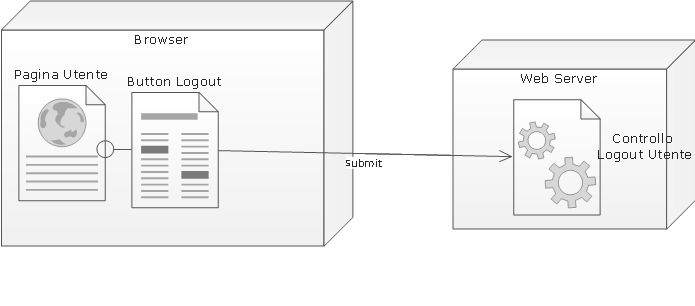 Browser
Pagina Utente
Button Logout
Submit
Web Server
Controllo
Logout Utente